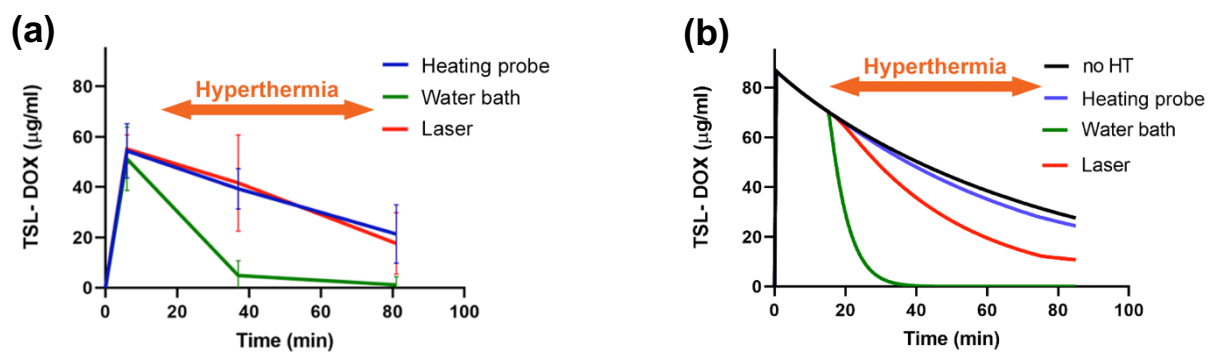 (a)
TSL- DOX (µg/ml)
80
60
40
20
0
0 20 40 60 80 100
Time (min)
Hyperthermia
Heating probe
Water bath
Laser
(b)
TSL- DOX (µg/ml)
80
60
40
20
0
0 20 40 60 80 100
Time (min)
Hyperthermia
no HT
Heating probe
Water bath
Laser